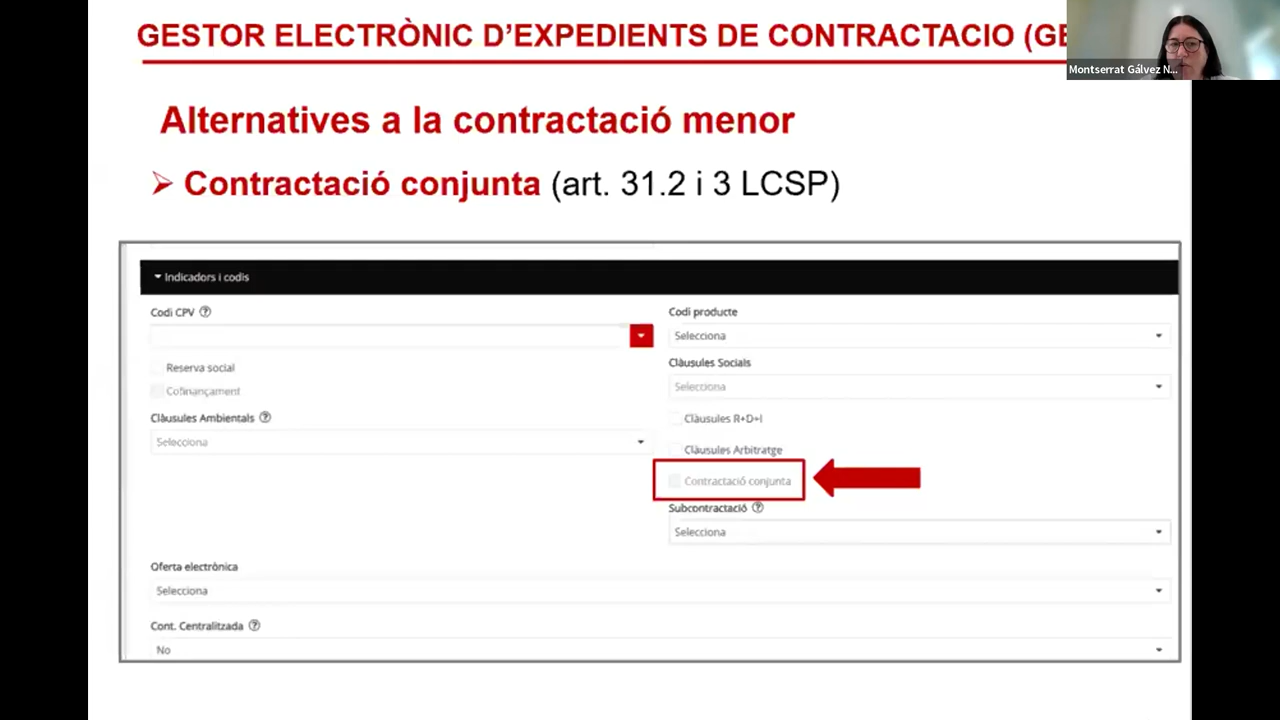 GESTOR ELECTRÒNIC D'EXPEDIENTS DE CONTRACTACIO (GE
Montserrat Gálvez N...
Alternatives a la contractació menor
Contractació conjunta (art. 31.2 i 3 LCSP)
Indicadors i codis
Codi CPV
Codi producte
Selecciona
Reserva social
Clàusules Socials
Cofinançament
Selecciona
Clàusules Ambientals
Clàusules R+D+I
Selecciona
Clàusules Arbitratge
Contractació conjunta
Subcontractació
Selecciona
Oferta electrònica
Selecciona
Cont. Centralitzada
No